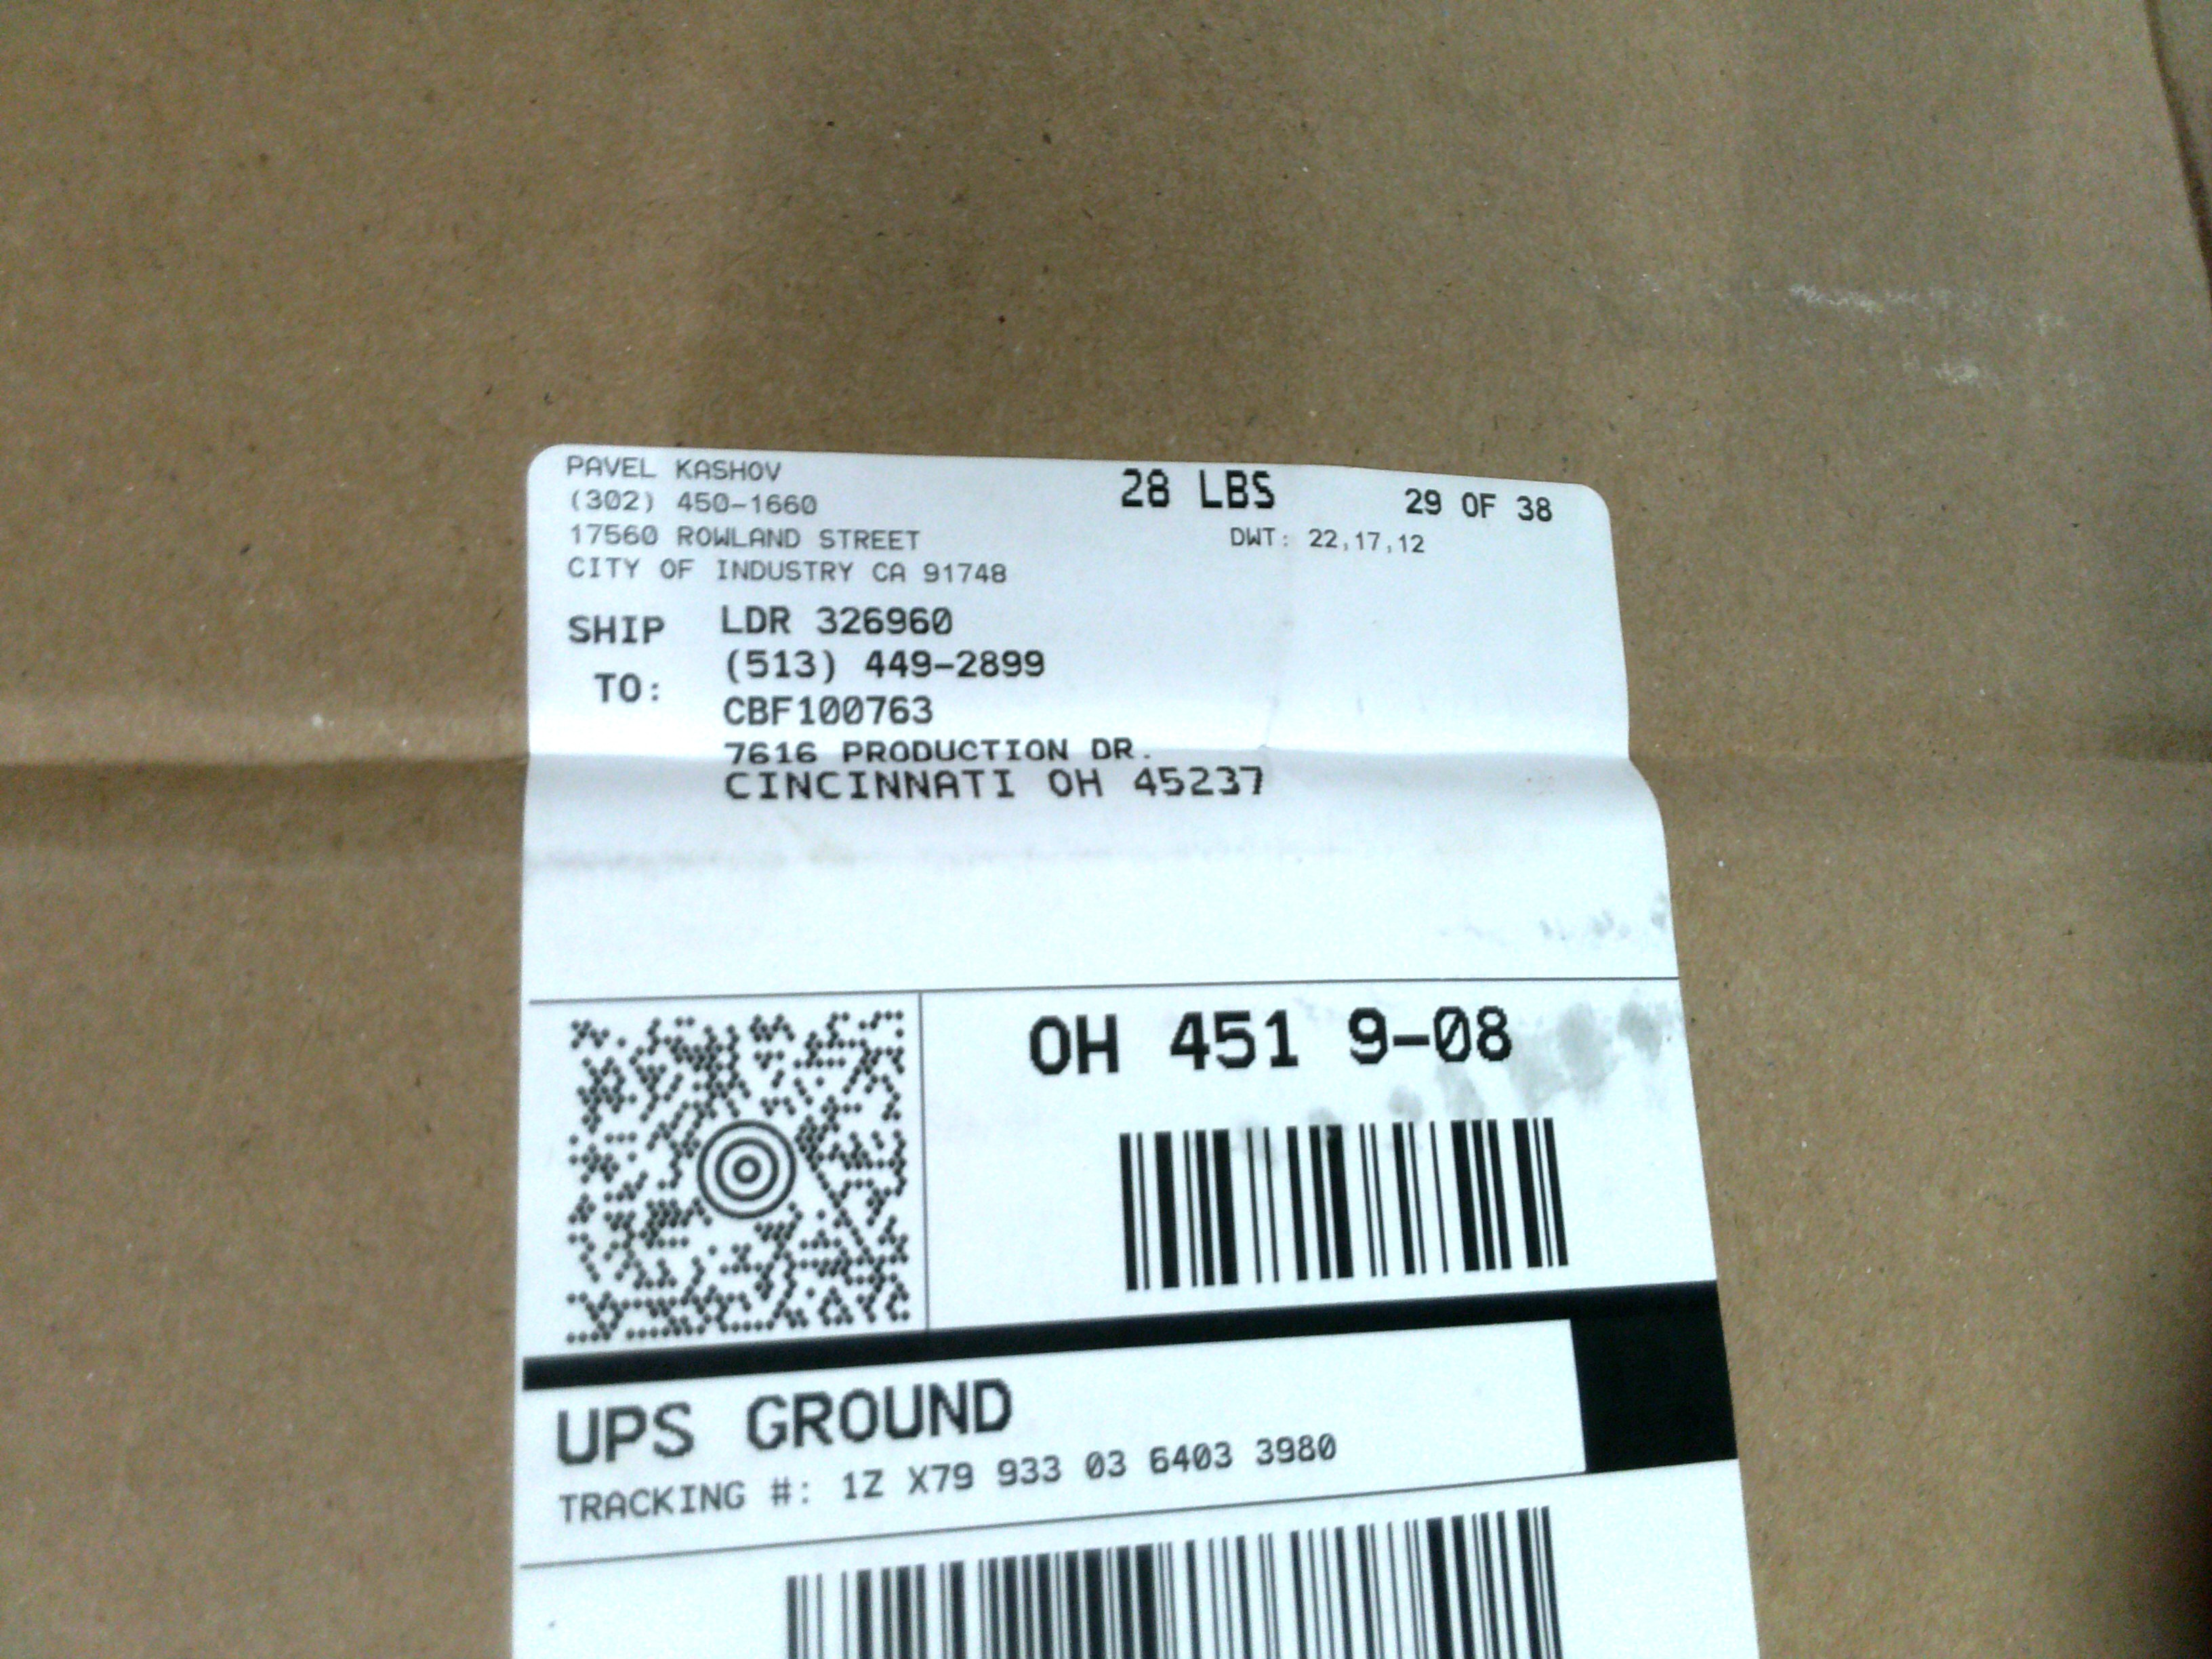 PAVEL KASHOV
(302) 450-1660
17560 ROWLAND STREET
CITY OF INDUSTRY CA 91748
28 LBS
29 OF 38
DWT: 22,17,12
SHIP TO:
LDR 326960
(513) 449-2899
CBF100763
7616 PRODUCTION DR.
CINCINNATI OH 45237
OH 451 9-08
UPS GROUND
TRACKING #: 1Z X79 933 03 6403 3980